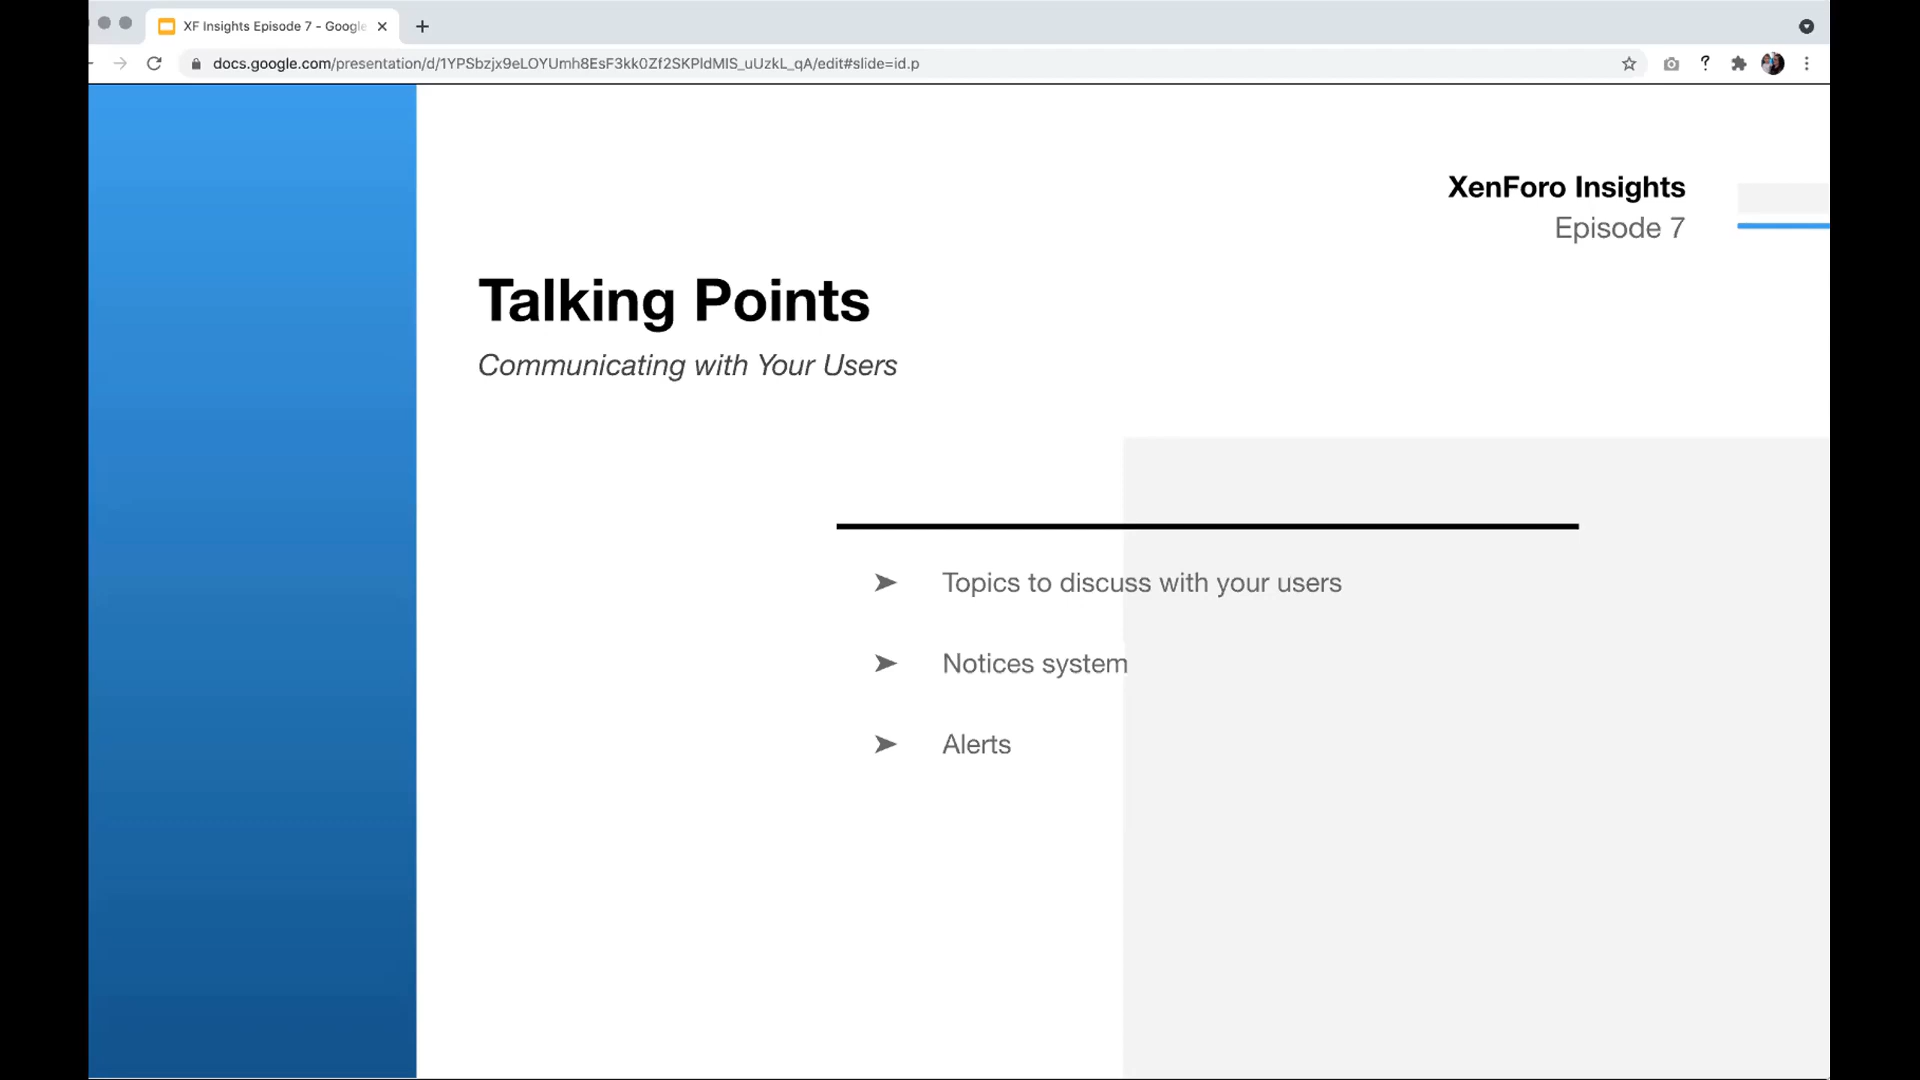 XF Insights Episode 7 - Google
docs.google.com/presentation/d/1YPSbzjx9eLOYUmh8EsF3kk0Zf2SKPldMIS_uUzkL_qA/edit#slide=id.p
XenForo Insights
Episode 7
Talking Points
Communicating with Your Users
➤ Topics to discuss with your users
➤ Notices system
➤ Alerts